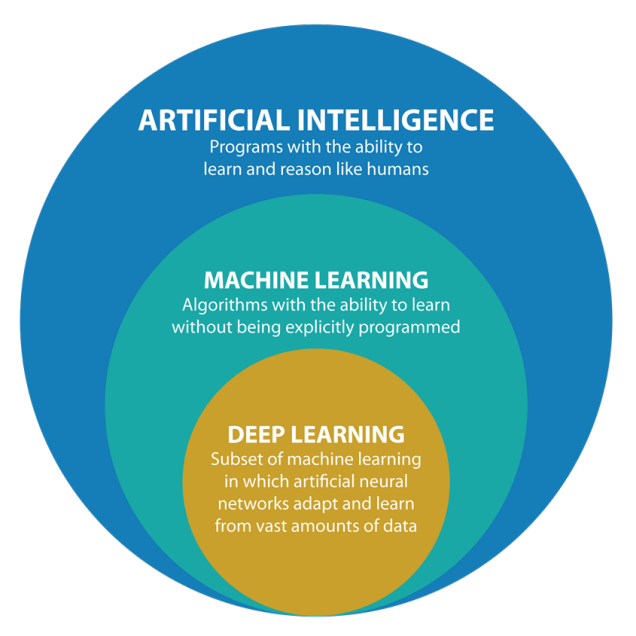 ARTIFICIAL INTELLIGENCE
Programs with the ability to
learn and reason like humans
MACHINE LEARNING
Algorithms with the ability to learn
without being explicitly programmed
DEEP LEARNING
Subset of machine learning
in which artificial neural
networks adapt and learn
from vast amounts of data